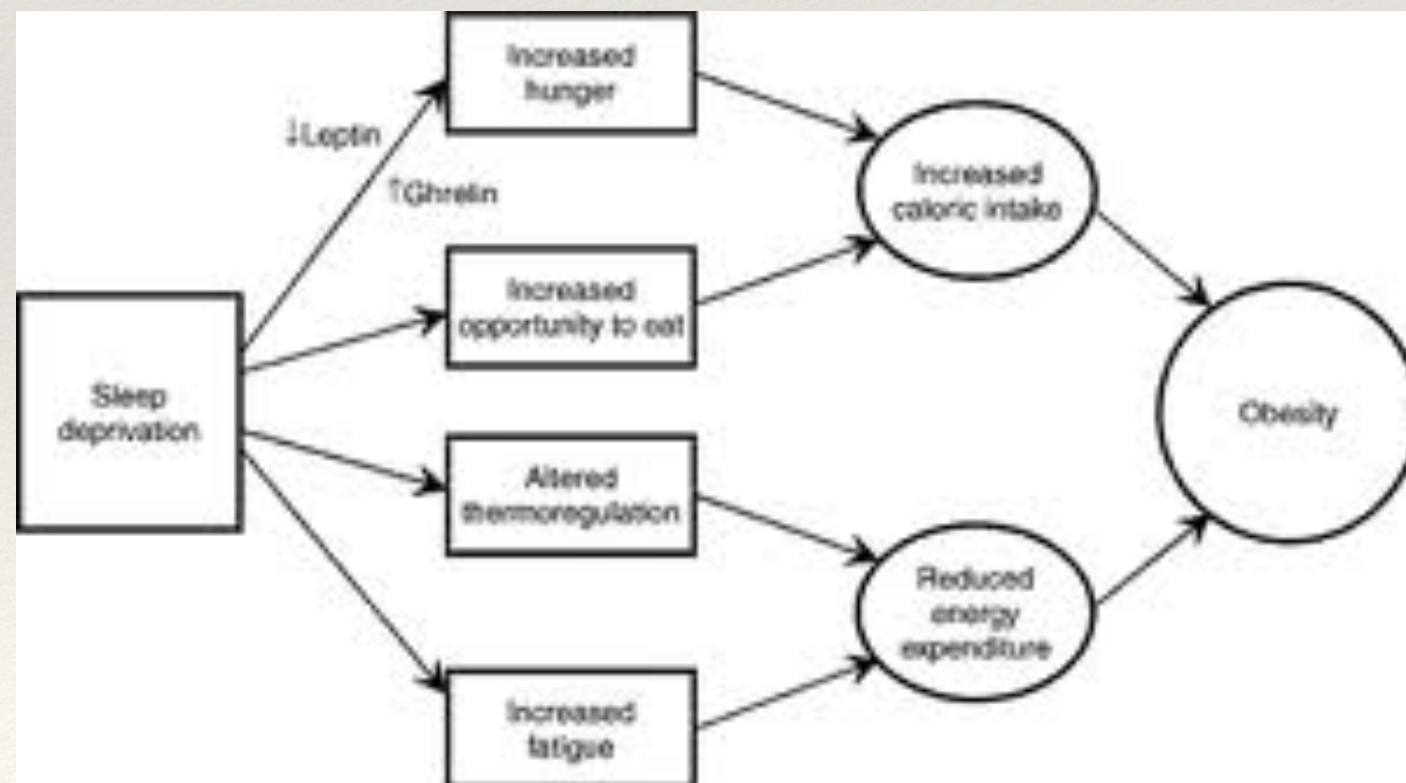 Increased
hunger
↓Leptin
↑Ghrelin
Increased
caloric intake
Increased
opportunity to eat
Sleep
deprivation
Obesity
Altered
thermoregulation
Reduced
energy
expenditure
Increased
fatigue